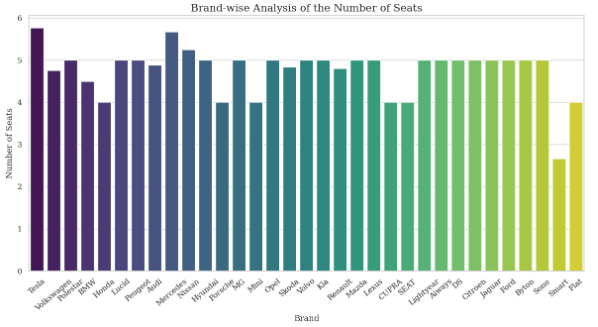 Brand-wise Analysis of the Number of Seats
6
5
4
3
2
1
0
Number of Seats
Tesla
Volkswagen
Polestar
BMW
Honda
Lucid
Peugeot
Audi
Mercedes
Nissan
Hyundai
Porsche
MG
Mini
Opel
Skoda
Volvo
Kia
Renault
Mazda
Lexus
CUPRA
SEAT
Lightyear
Aiways
DS
Citroen
Jaguar
Ford
Byton
Sono
Smart
Fiat
Brand